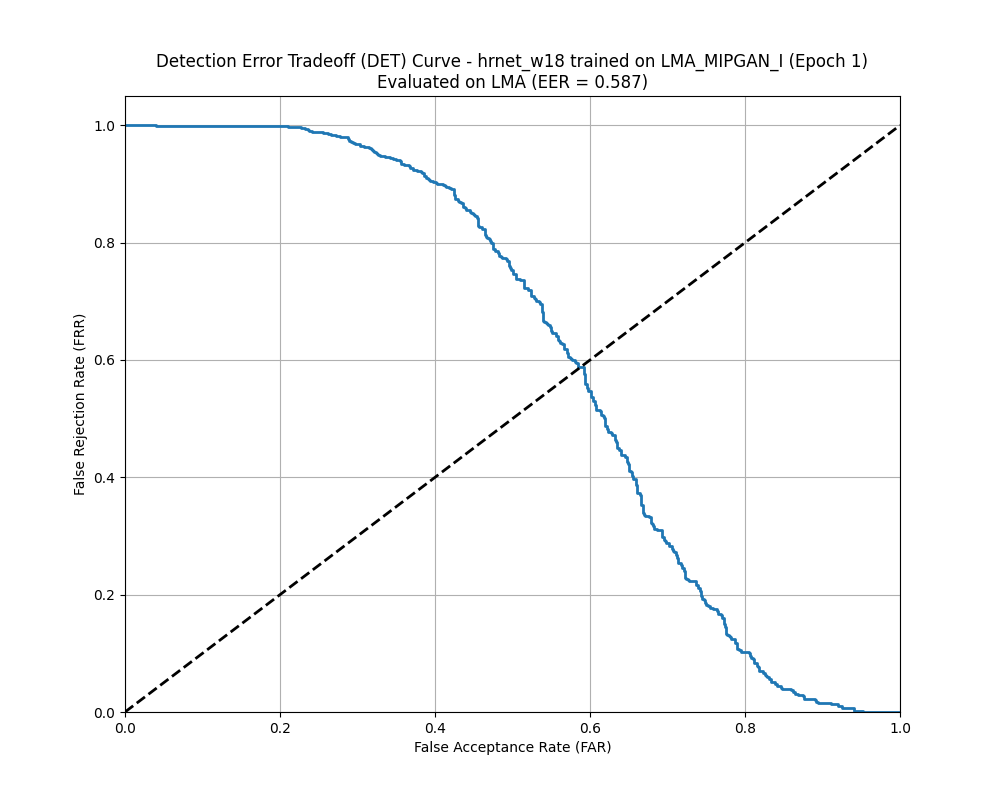 Detection Error Tradeoff (DET) Curve - hrnet_w18 trained on LMA_MIPGAN_I (Epoch 1)
Evaluated on LMA (EER = 0.587)
1.0
0.8
0.6
0.4
0.2
0.0
False Rejection Rate (FRR)
0.0 0.2 0.4 0.6 0.8 1.0
False Acceptance Rate (FAR)